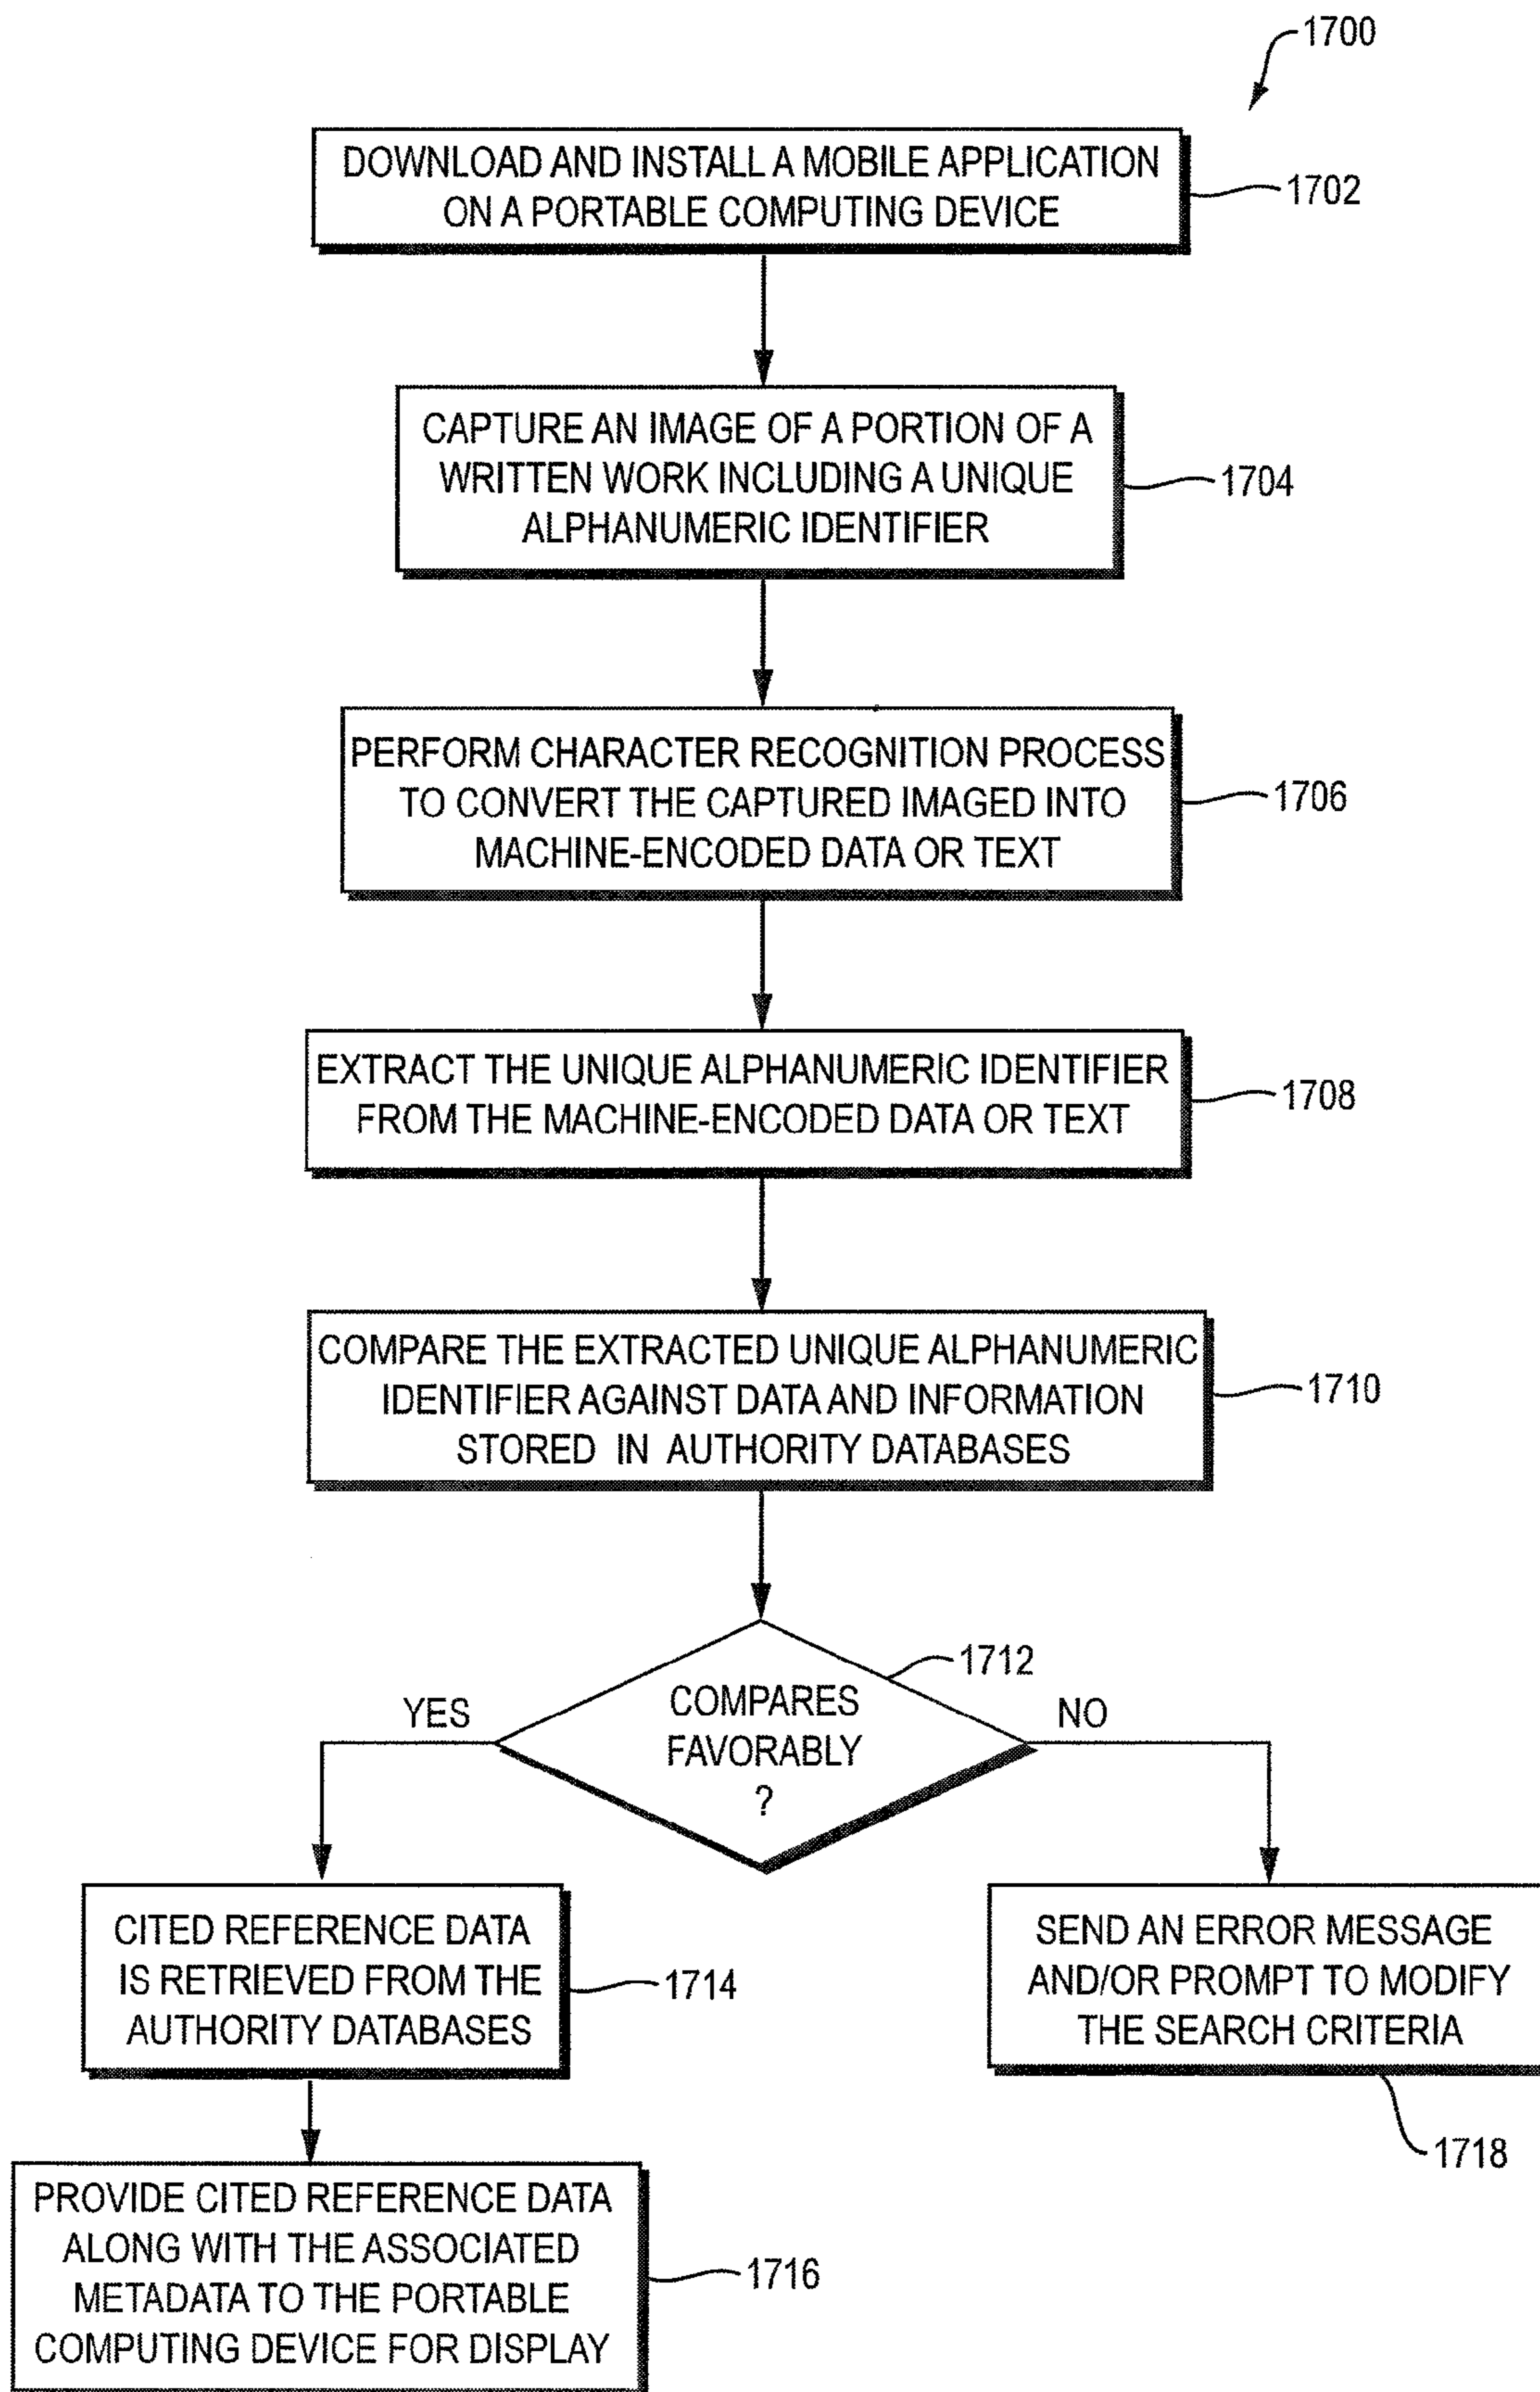 1700
DOWNLOAD AND INSTALL A MOBILE APPLICATION
ON A PORTABLE COMPUTING DEVICE
1702
CAPTURE AN IMAGE OF A PORTION OF A
WRITTEN WORK INCLUDING A UNIQUE
ALPHANUMERIC IDENTIFIER
1704
PERFORM CHARACTER RECOGNITION PROCESS
TO CONVERT THE CAPTURED IMAGED INTO
MACHINE-ENCODED DATA OR TEXT
1706
EXTRACT THE UNIQUE ALPHANUMERIC IDENTIFIER
FROM THE MACHINE-ENCODED DATA OR TEXT
1708
COMPARE THE EXTRACTED UNIQUE ALPHANUMERIC
IDENTIFIER AGAINST DATA AND INFORMATION
STORED IN AUTHORITY DATABASES
1710
1712
COMPARES
FAVORABLY
?
YES
NO
CITED REFERENCE DATA
IS RETRIEVED FROM THE
AUTHORITY DATABASES
1714
SEND AN ERROR MESSAGE
AND/OR PROMPT TO MODIFY
THE SEARCH CRITERIA
1718
PROVIDE CITED REFERENCE DATA
ALONG WITH THE ASSOCIATED
METADATA TO THE PORTABLE
COMPUTING DEVICE FOR DISPLAY
1716